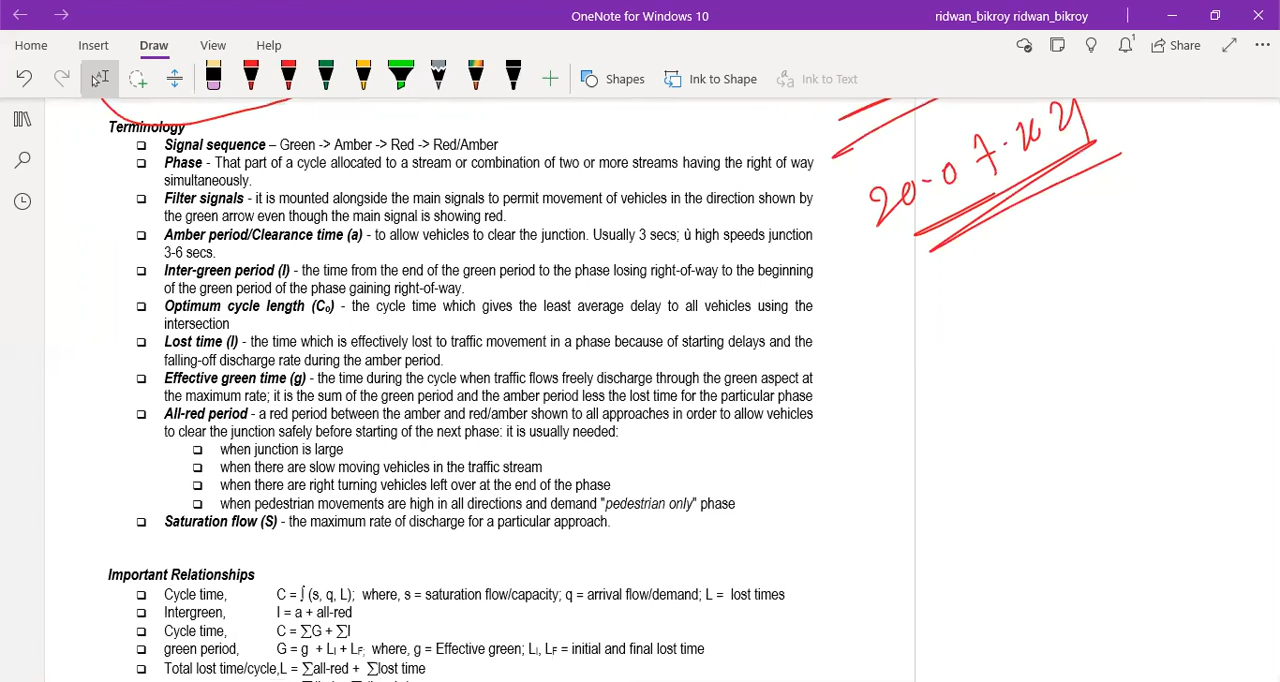 OneNote for Windows 10
ridwan_bikroy ridwan_bikroy
Home Insert Draw View Help
1 Share
Shapes Ink to Shape Ink to Text
Terminology
Signal sequence – Green -> Amber -> Red -> Red/Amber
Phase - That part of a cycle allocated to a stream or combination of two or more streams having the right of way
simultaneously.
Filter signals - it is mounted alongside the main signals to permit movement of vehicles in the direction shown by
the green arrow even though the main signal is showing red.
Amber period/Clearance time (a) - to allow vehicles to clear the junction. Usually 3 secs; ù high speeds junction
3-6 secs.
Inter-green period (I) - the time from the end of the green period to the phase losing right-of-way to the beginning
of the green period of the phase gaining right-of-way.
Optimum cycle length (Co) - the cycle time which gives the least average delay to all vehicles using the
intersection
Lost time (l) - the time which is effectively lost to traffic movement in a phase because of starting delays and the
falling-off discharge rate during the amber period.
Effective green time (g) - the time during the cycle when traffic flows freely discharge through the green aspect at
the maximum rate; it is the sum of the green period and the amber period less the lost time for the particular phase
All-red period - a red period between the amber and red/amber shown to all approaches in order to allow vehicles
to clear the junction safely before starting of the next phase: it is usually needed:
when junction is large
when there are slow moving vehicles in the traffic stream
when there are right turning vehicles left over at the end of the phase
when pedestrian movements are high in all directions and demand "pedestrian only" phase
Saturation flow (S) - the maximum rate of discharge for a particular approach.
Important Relationships
Cycle time, C = ∫ (s, q, L); where, s = saturation flow/capacity; q = arrival flow/demand; L = lost times
Intergreen, I = a + all-red
Cycle time, C = ∑G + ∑I
green period, G = g + LI + LF; where, g = Effective green; LI, LF = initial and final lost time
Total lost time/cycle,L = ∑all-red + ∑lost time